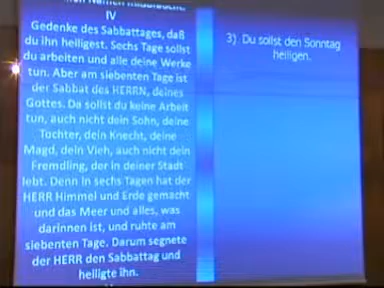 IV
Gedenke des Sabbattages, daß
du ihn heiligest. Sechs Tage sollst
du arbeiten und alle deine Werke
tun. Aber am siebenten Tage ist
der Sabbat des HERRN, deines
Gottes. Da sollst du keine Arbeit
tun, auch nicht dein Sohn, deine
Tochter, dein Knecht, deine
Magd, dein Vieh, auch nicht dein
Fremdling, der in deiner Stadt
lebt. Denn in sechs Tagen hat der
HERR Himmel und Erde gemacht
und das Meer und alles, was
darinnen ist, und ruhte am
siebenten Tage. Darum segnete
der HERR den Sabbattag und
heiligte ihn.
3) Du sollst den Sonntag
heiligen.